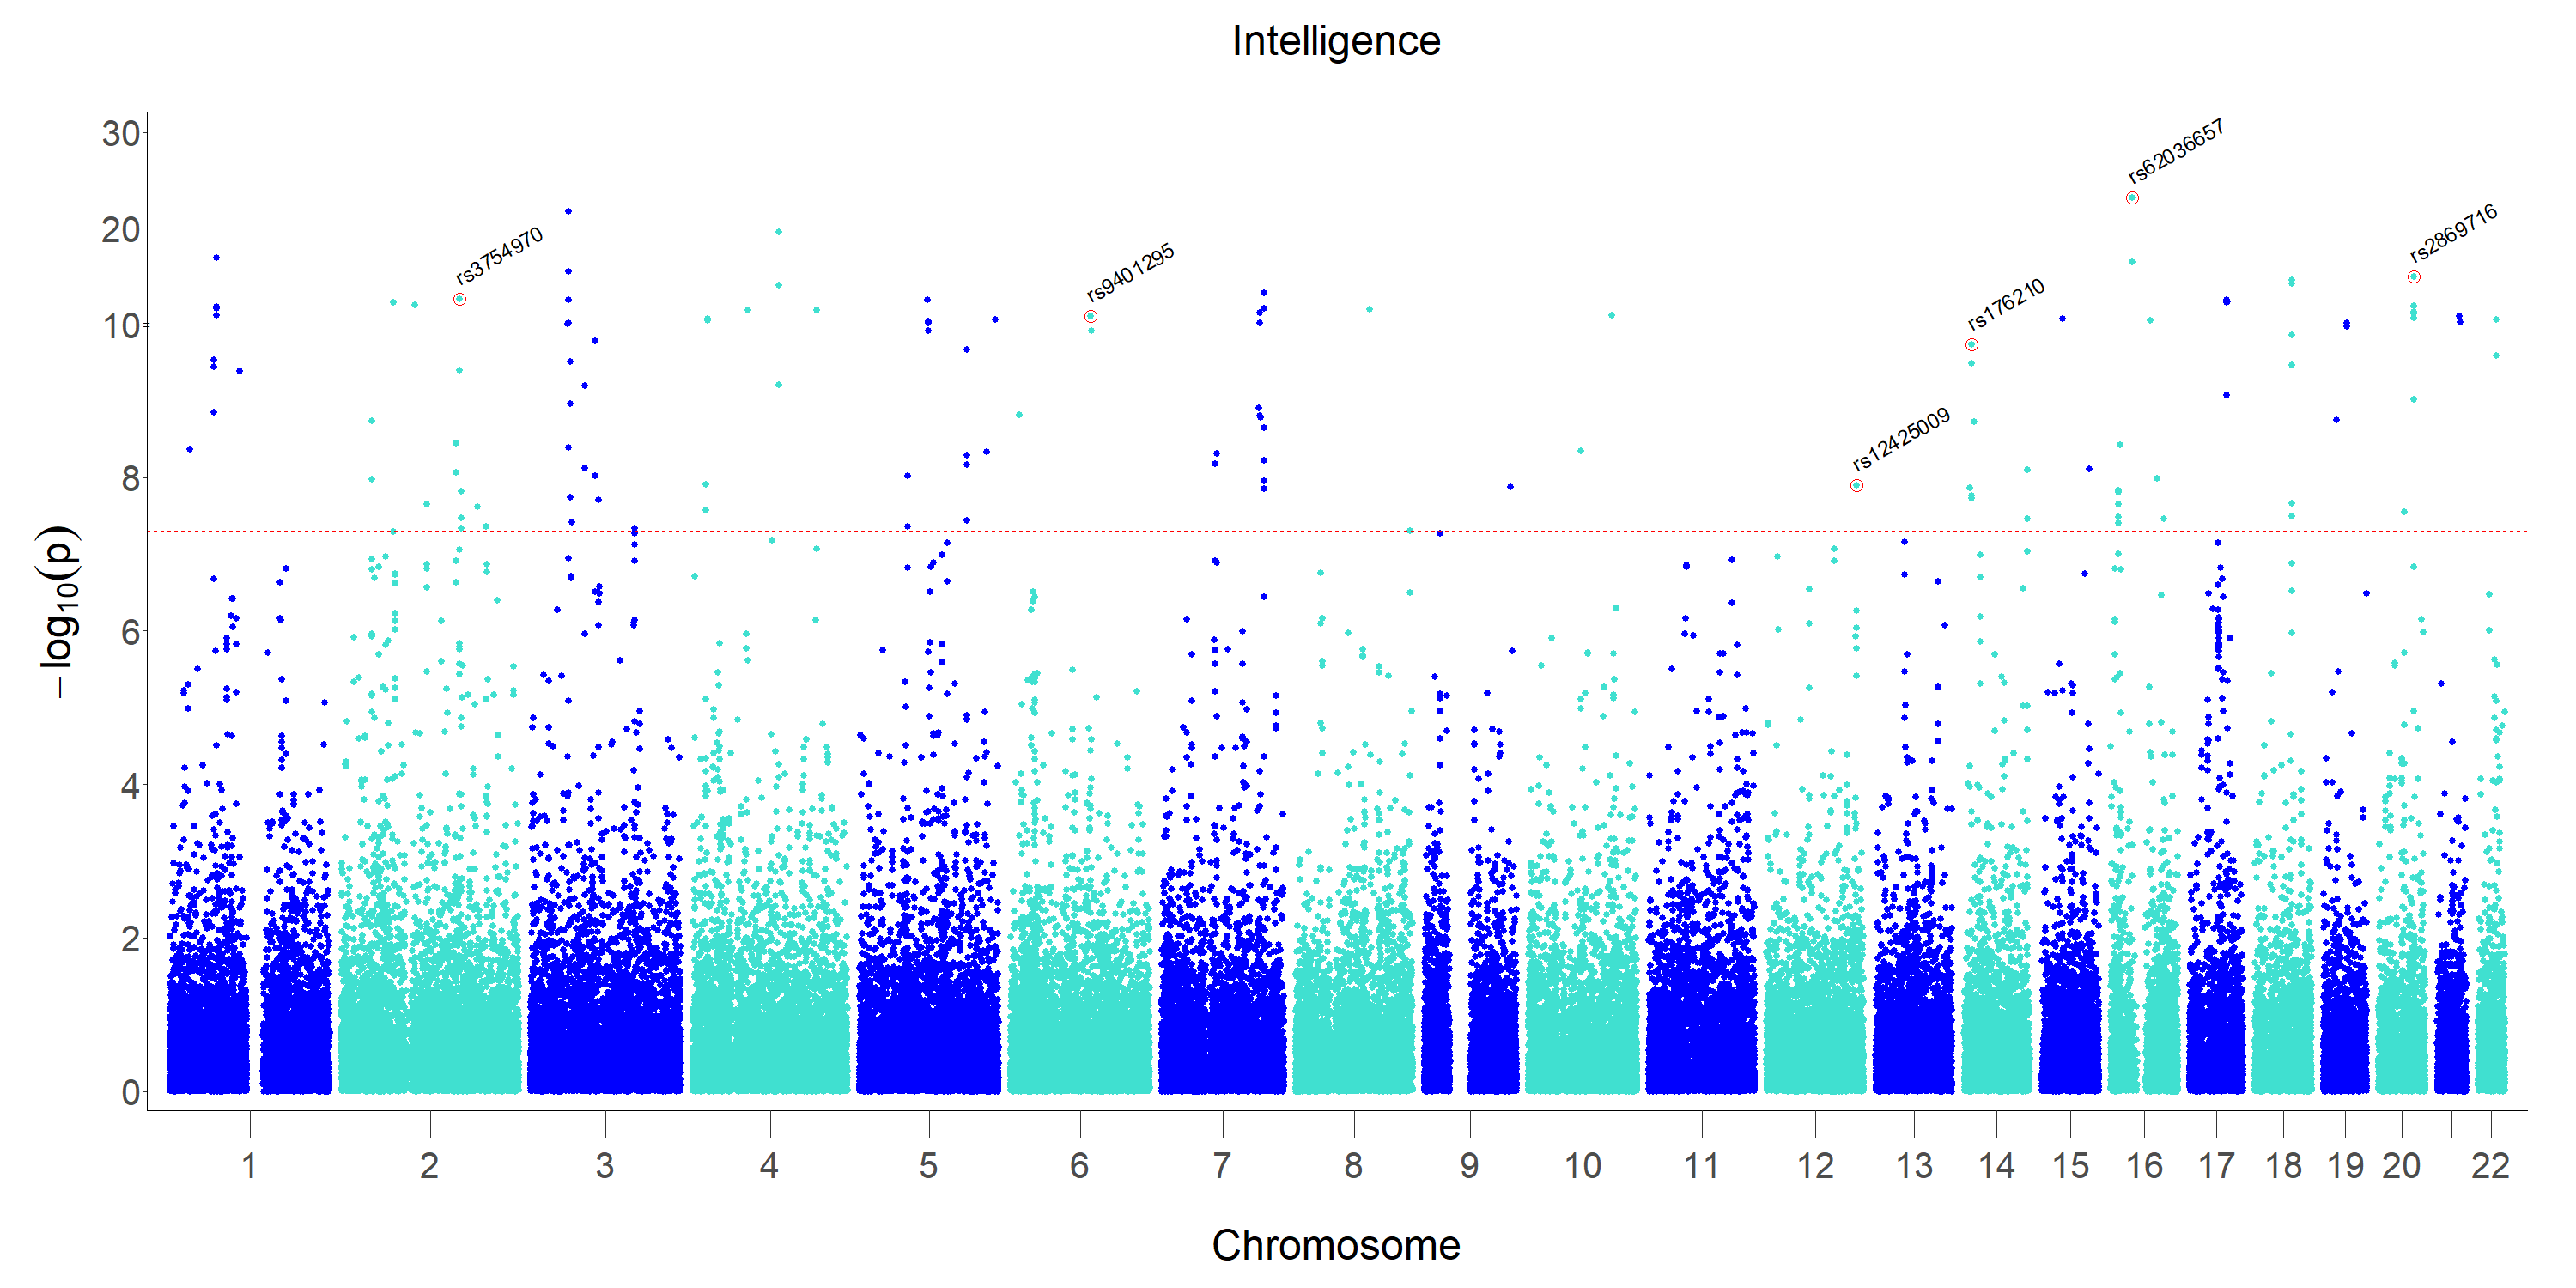 Intelligence
−log10(p)
30
20
10
8
6
4
2
0
rs3754970
rs9401295
rs12425009
rs176210
rs62036657
rs2869716
1 2 3 4 5 6 7 8 9 10 11 12 13 14 15 16 17 18 19 20 22
Chromosome